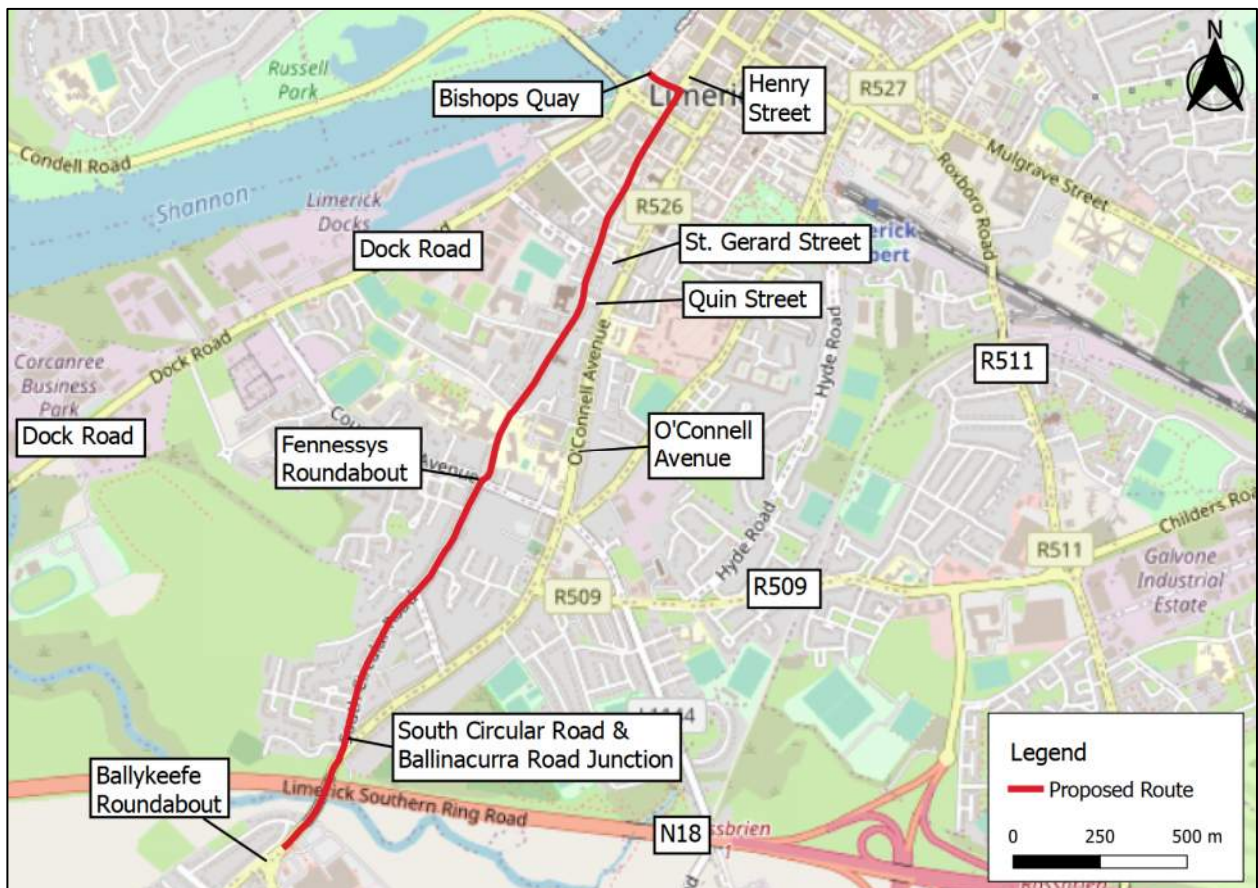 N
Russell
Park
Bishops Quay
Henry
Street
R527
Condell Road
Mulgrave Street
Shannon
Limerick
Docks
R526
Roxboro Road
Dock Road
St. Gerard Street
Quin Street
Dock Road
Hyde Road
R511
Corcanree
Business
Park
Dock Road
O'Connell Avenue
O'Connell
Avenue
Fennessys
Roundabout
Avenue
Hyde Road
R511
Galvone
Industrial
Estate
R509
R509
South Circular Road &
Ballinacurra Road Junction
Ballykeefe
Roundabout
Limerick Southern Ring Road
N18
Legend
Proposed Route
0 250 500 m